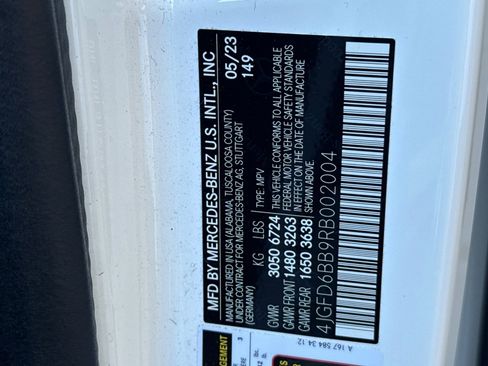 MFD BY MERCEDES-BENZ U.S. INTL., INC
MANUFACTURED IN USA (ALABAMA, TUSCALOOSA COUNTY)
UNDER CONTRACT FOR MERCEDES-BENZ AG, STUTTGART
(GERMANY)
05/23
149
KG LBS TYPE: MPV
GVWR 3050 6724
GAWR FRONT 1480 3263
GAWR REAR 1650 3638
THIS VEHICLE CONFORMS TO ALL APPLICABLE
FEDERAL MOTOR VEHICLE SAFETY STANDARDS
IN EFFECT ON THE DATE OF MANUFACTURE
SHOWN ABOVE.
4JGFD6BB9RB002004
A 167 584 34 12